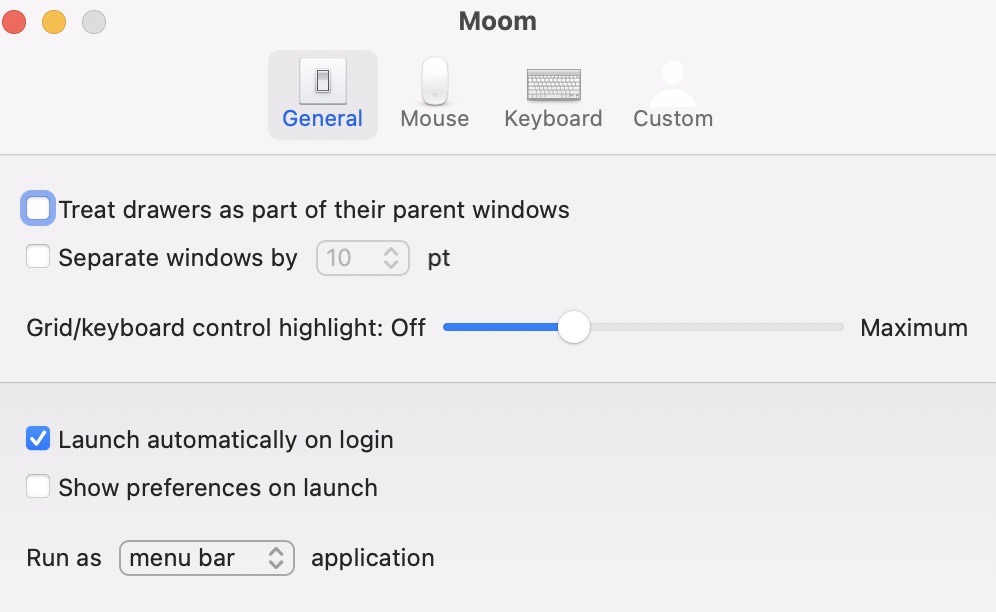 Moom
General Mouse Keyboard Custom
Treat drawers as part of their parent windows
Separate windows by 10 pt
Grid/keyboard control highlight: Off Maximum
Launch automatically on login
Show preferences on launch
Run as menu bar application